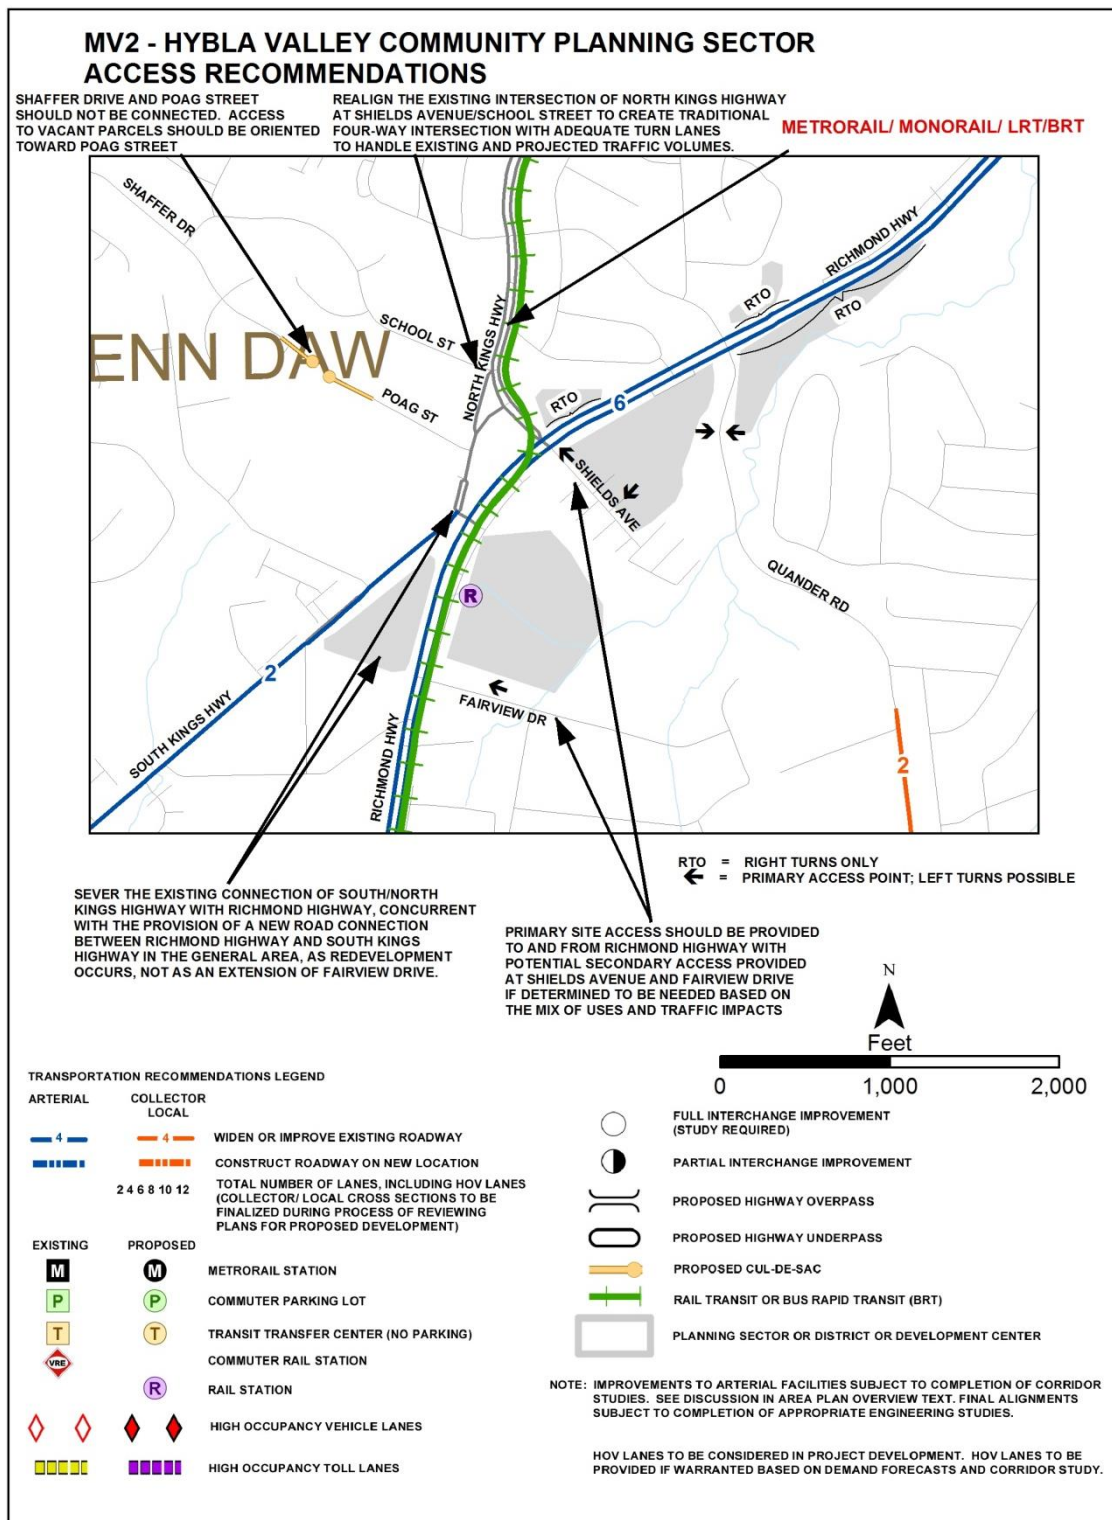 MV2 - HYBLA VALLEY COMMUNITY PLANNING SECTOR
ACCESS RECOMMENDATIONS
SHAFFER DRIVE AND POAG STREET
SHOULD NOT BE CONNECTED. ACCESS
TO VACANT PARCELS SHOULD BE ORIENTED
TOWARD POAG STREET
REALIGN THE EXISTING INTERSECTION OF NORTH KINGS HIGHWAY
AT SHIELDS AVENUE/SCHOOL STREET TO CREATE TRADITIONAL
FOUR-WAY INTERSECTION WITH ADEQUATE TURN LANES
TO HANDLE EXISTING AND PROJECTED TRAFFIC VOLUMES.
METRORAIL/ MONORAIL/ LRT/BRT
SHAFFER DR
RICHMOND HWY
RTO
RTO
SCHOOL ST
NORTH KINGS HWY
ENN DAW
POAG ST
RTO
6
SHIELDS AVE
QUANDER RD
R
2
FAIRVIEW DR
SOUTH KINGS HWY
RICHMOND HWY
2
RTO = RIGHT TURNS ONLY
= PRIMARY ACCESS POINT; LEFT TURNS POSSIBLE
SEVER THE EXISTING CONNECTION OF SOUTH/NORTH
KINGS HIGHWAY WITH RICHMOND HIGHWAY, CONCURRENT
WITH THE PROVISION OF A NEW ROAD CONNECTION
BETWEEN RICHMOND HIGHWAY AND SOUTH KINGS
HIGHWAY IN THE GENERAL AREA, AS REDEVELOPMENT
OCCURS, NOT AS AN EXTENSION OF FAIRVIEW DRIVE.
PRIMARY SITE ACCESS SHOULD BE PROVIDED
TO AND FROM RICHMOND HIGHWAY WITH
POTENTIAL SECONDARY ACCESS PROVIDED
AT SHIELDS AVENUE AND FAIRVIEW DRIVE
IF DETERMINED TO BE NEEDED BASED ON
THE MIX OF USES AND TRAFFIC IMPACTS
N
Feet
0 1,000 2,000
TRANSPORTATION RECOMMENDATIONS LEGEND
ARTERIAL
COLLECTOR
LOCAL
4 4 WIDEN OR IMPROVE EXISTING ROADWAY
CONSTRUCT ROADWAY ON NEW LOCATION
2 4 6 8 10 12 TOTAL NUMBER OF LANES, INCLUDING HOV LANES
(COLLECTOR/ LOCAL CROSS SECTIONS TO BE
FINALIZED DURING PROCESS OF REVIEWING
PLANS FOR PROPOSED DEVELOPMENT)
EXISTING PROPOSED
M M METRORAIL STATION
P P COMMUTER PARKING LOT
T T TRANSIT TRANSFER CENTER (NO PARKING)
VRE COMMUTER RAIL STATION
R RAIL STATION
HIGH OCCUPANCY VEHICLE LANES
HIGH OCCUPANCY TOLL LANES
FULL INTERCHANGE IMPROVEMENT
(STUDY REQUIRED)
PARTIAL INTERCHANGE IMPROVEMENT
PROPOSED HIGHWAY OVERPASS
PROPOSED HIGHWAY UNDERPASS
PROPOSED CUL-DE-SAC
RAIL TRANSIT OR BUS RAPID TRANSIT (BRT)
PLANNING SECTOR OR DISTRICT OR DEVELOPMENT CENTER
NOTE: IMPROVEMENTS TO ARTERIAL FACILITIES SUBJECT TO COMPLETION OF CORRIDOR
STUDIES. SEE DISCUSSION IN AREA PLAN OVERVIEW TEXT. FINAL ALIGNMENTS
SUBJECT TO COMPLETION OF APPROPRIATE ENGINEERING STUDIES.
HOV LANES TO BE CONSIDERED IN PROJECT DEVELOPMENT. HOV LANES TO BE
PROVIDED IF WARRANTED BASED ON DEMAND FORECASTS AND CORRIDOR STUDY.